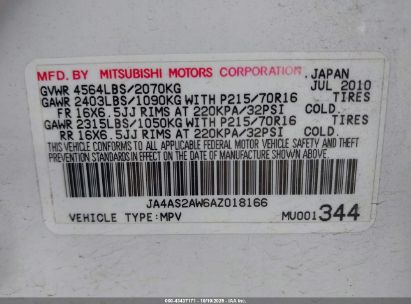 MFD. BY MITSUBISHI MOTORS CORPORATION, JAPAN
GVWR 4564LBS/2070KG JUL 2010
GAWR 2403LBS/1090KG WITH P215/70R16 TIRES
FR 16X6.5JJ RIMS AT 220KPA/32PSI COLD.
GAWR 2315LBS/1050KG WITH P215/70R16 TIRES
RR 16X6.5JJ RIMS AT 220KPA/32PSI COLD.
THIS VEHICLE CONFORMS TO ALL APPLICABLE FEDERAL MOTOR VEHICLE
SAFETY AND THEFT PREVENTION STANDARDS IN EFFECT ON
THE DATE OF MANUFACTURE SHOWN ABOVE.
JA4AS2AW6AZ018166
VEHICLE TYPE:MPV MU001344